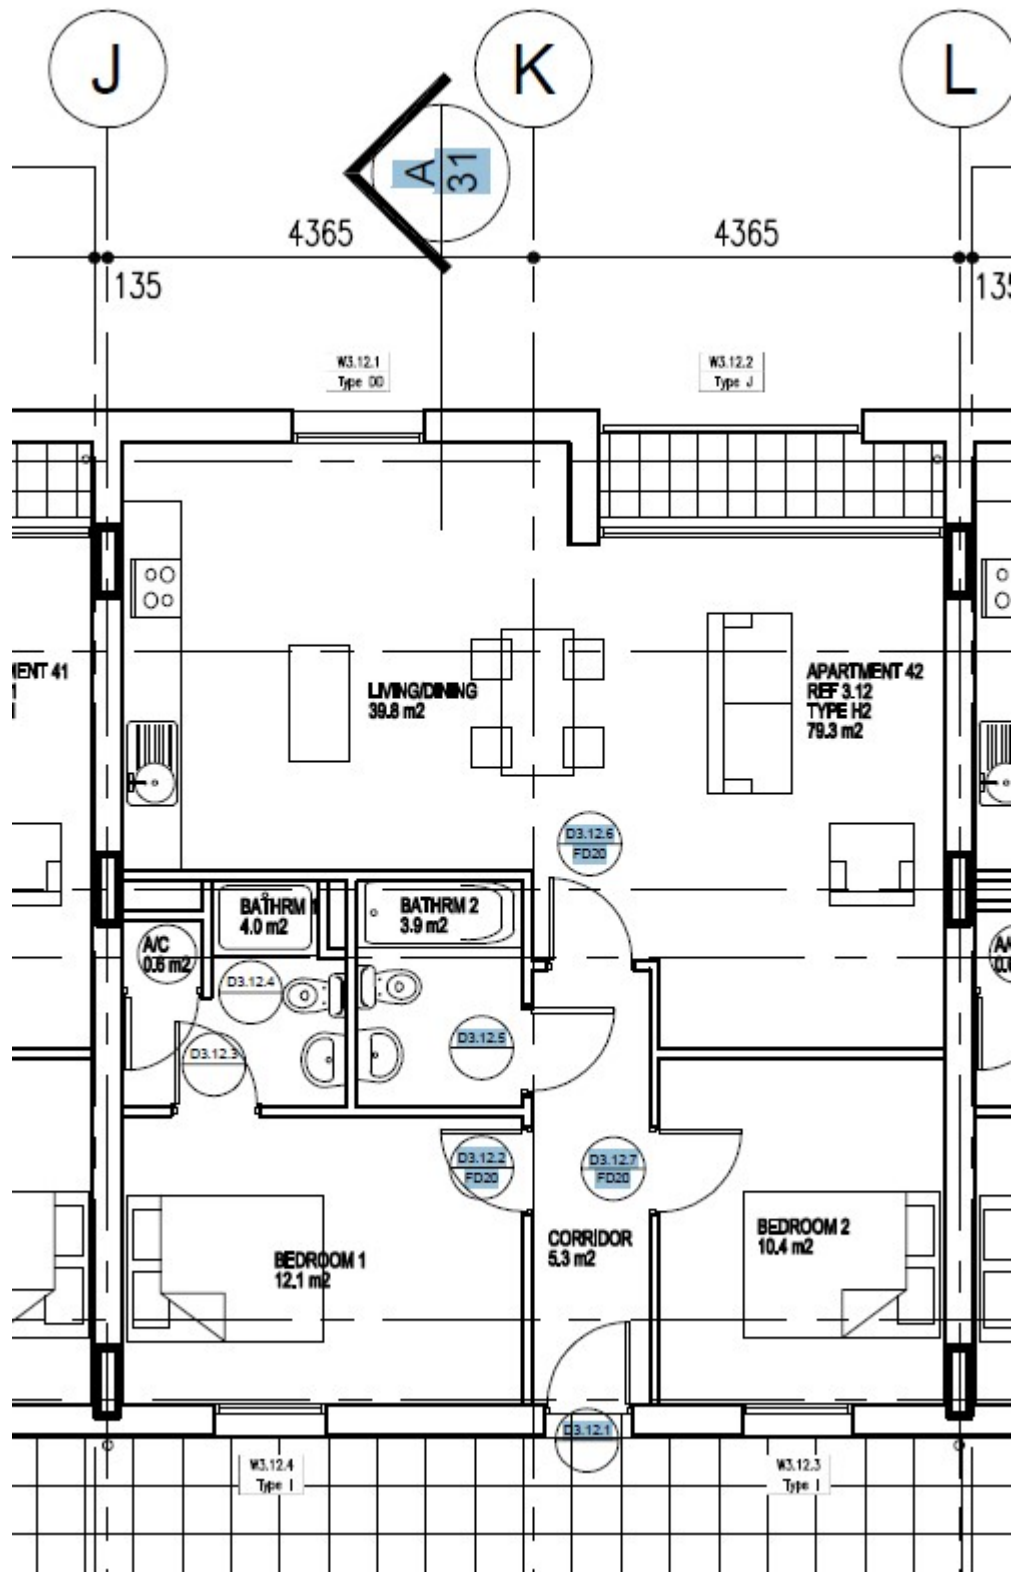 J
K
L
A
31
4365
4365
135
135
W3.12.1
Type DD
W3.12.2
Type J
MENT 41
1
LIVING/DINING
39.8 m2
APARTMENT 42
REF 3.12
TYPE H2
79.3 m2
D3.12.6
FD20
BATHRM 1
4.0 m2
BATHRM 2
3.9 m2
A/C
0.6 m2
D3.12.4
D3.12.3
D3.12.5
D3.12.2
FD20
D3.12.7
FD20
CORRIDOR
5.3 m2
BEDROOM 1
12.1 m2
BEDROOM 2
10.4 m2
D3.12.1
W3.12.4
Type I
W3.12.3
Type I